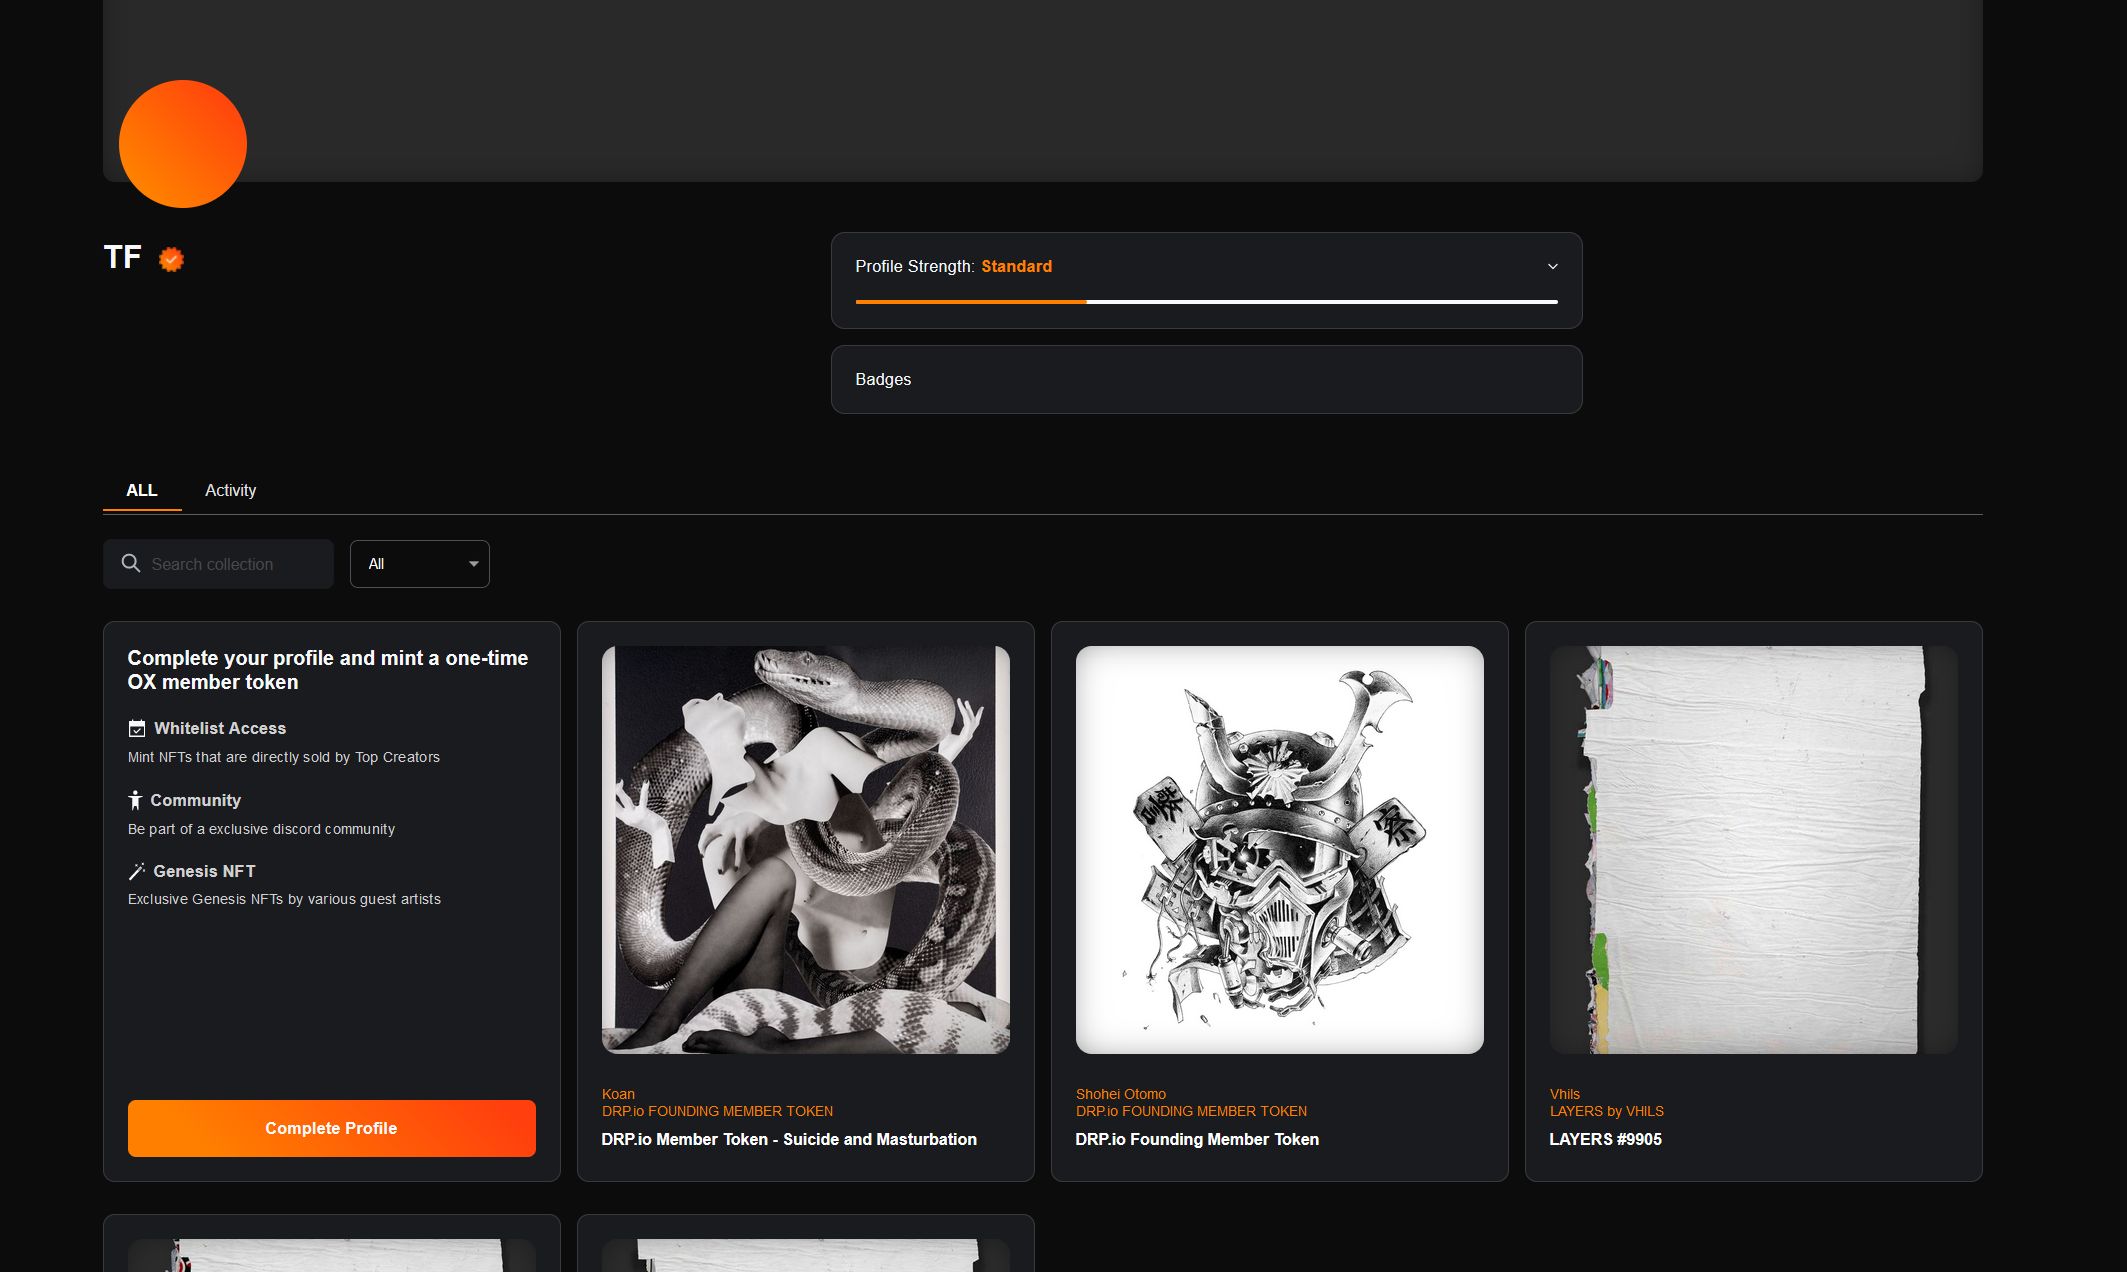 TF
Profile Strength: Standard
Badges
ALL
Activity
Search collection
All
Complete your profile and mint a one-time
OX member token
Whitelist Access
Mint NFTs that are directly sold by Top Creators
Community
Be part of a exclusive discord community
Genesis NFT
Exclusive Genesis NFTs by various guest artists
Complete Profile
Koan
DRP.io FOUNDING MEMBER TOKEN
DRP.io Member Token - Suicide and Masturbation
察
Shohei Otomo
DRP.io FOUNDING MEMBER TOKEN
DRP.io Founding Member Token
Vhils
LAYERS by VHILS
LAYERS #9905